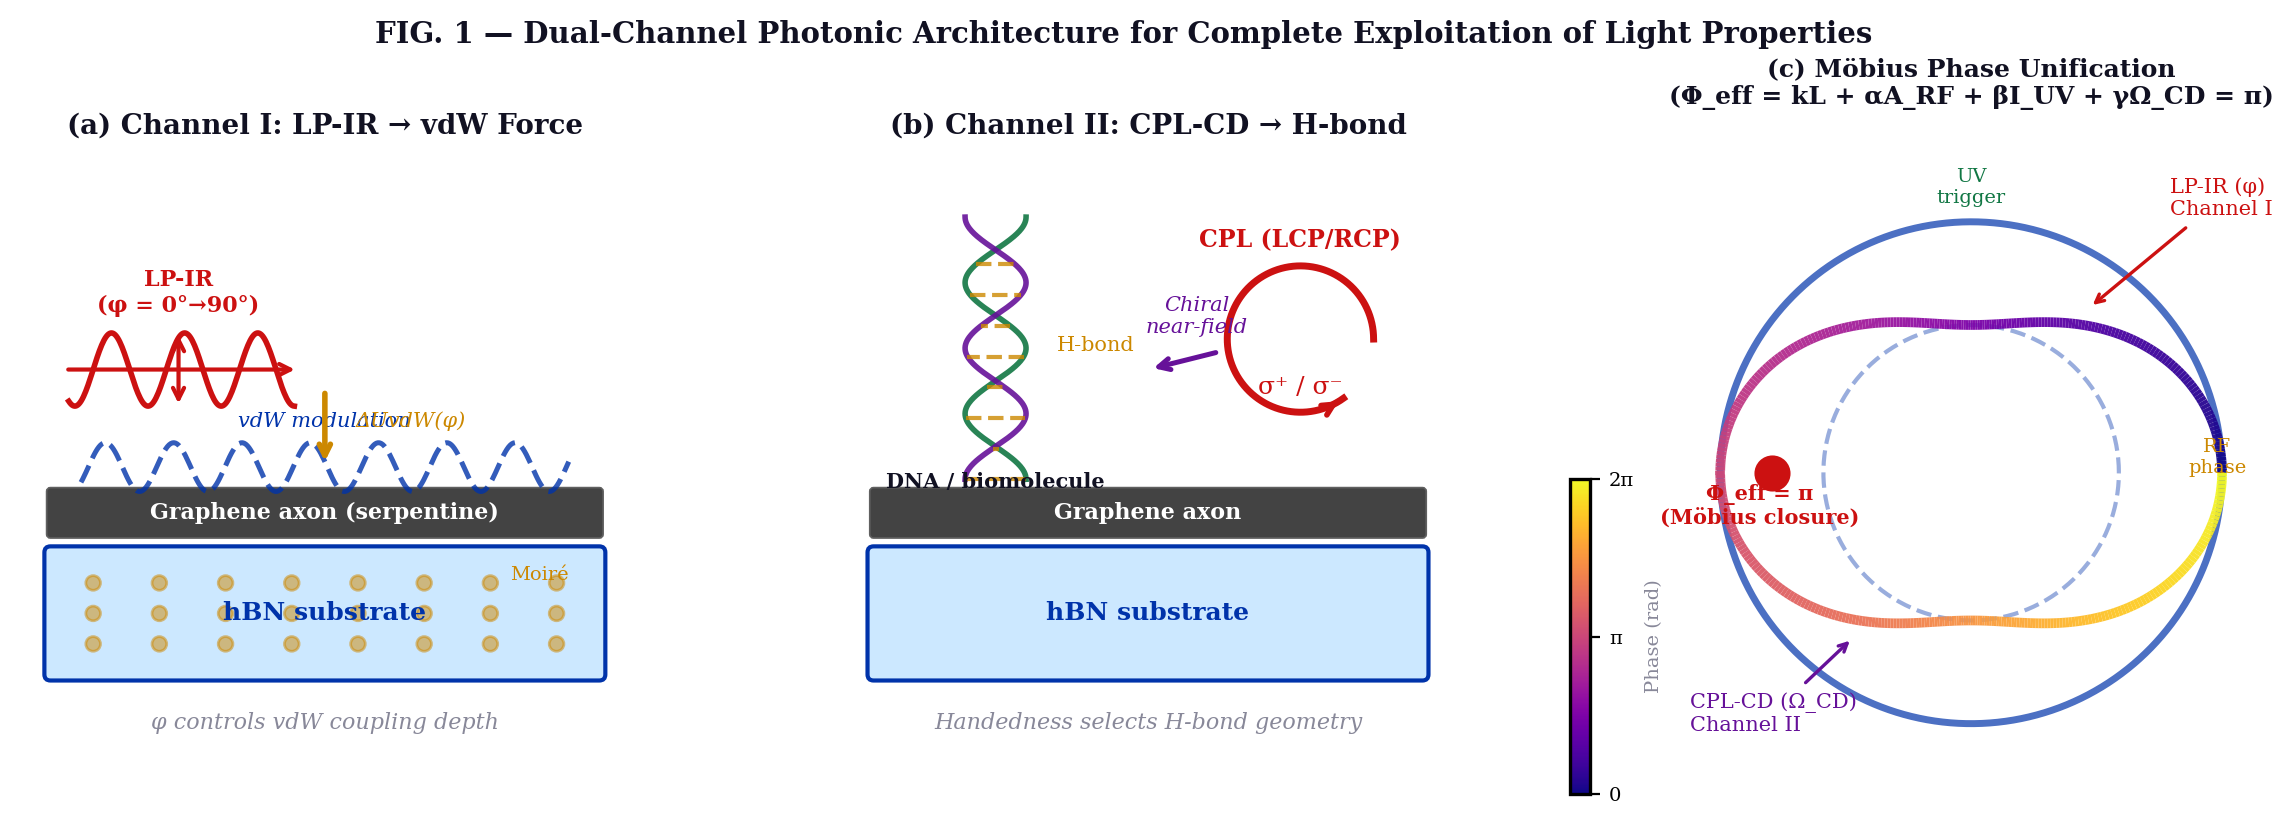 FIG. 1 — Dual-Channel Photonic Architecture for Complete Exploitation of Light Properties
(a) Channel I: LP-IR → vdW Force
LP-IR
(φ = 0°→90°)
vdW modulation
ΔU_vdW(φ)
Graphene axon (serpentine)
Moiré
hBN substrate
φ controls vdW coupling depth
(b) Channel II: CPL-CD → H-bond
CPL (LCP/RCP)
Chiral
near-field
H-bond
σ⁺ / σ⁻
DNA / biomolecule
Graphene axon
hBN substrate
Handedness selects H-bond geometry
(c) Möbius Phase Unification
(Φ_eff = kL + αA_RF + βI_UV + γΩ_CD = π)
UV
trigger
LP-IR (φ)
Channel I
RF
phase
Φ_eff = π
(Möbius closure)
CPL-CD (Ω_CD)
Channel II
2π
π
0
Phase (rad)